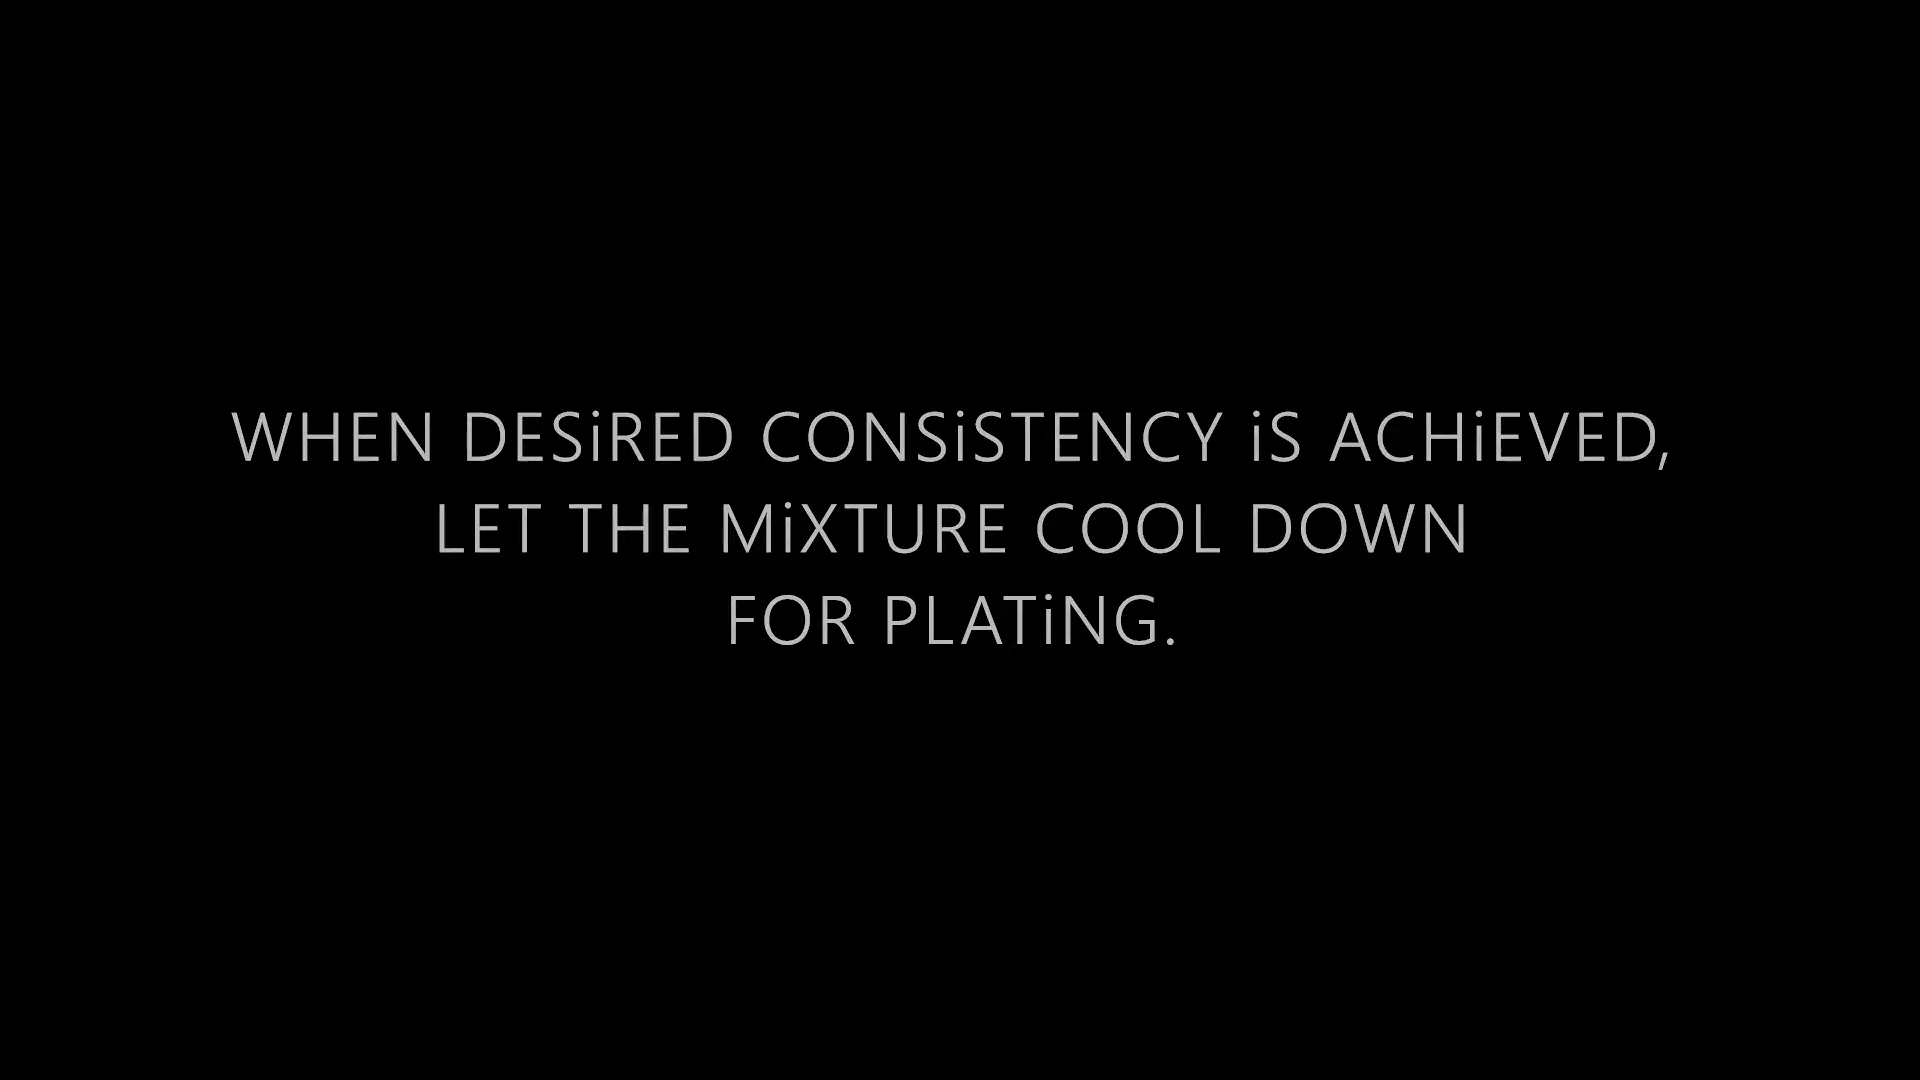 WHEN DESiRED CONSiSTENCY iS ACHiEVED,
LET THE MiXTURE COOL DOWN
FOR PLATiNG.